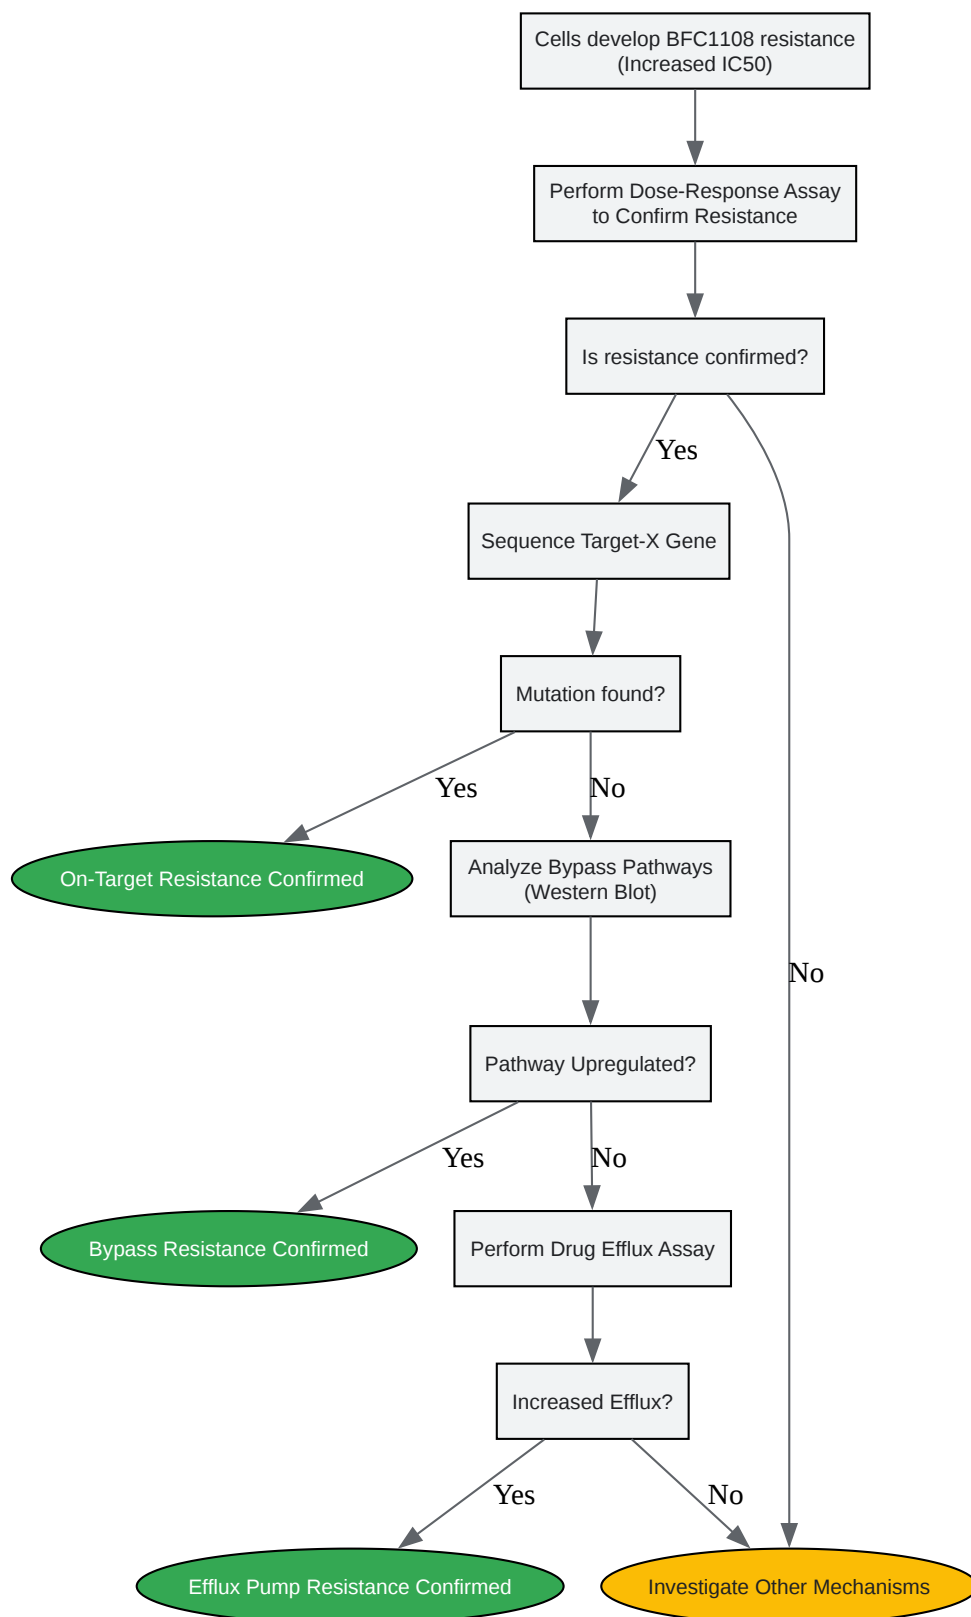 Cells develop BFC1108 resistance
(Increased IC50)
Perform Dose-Response Assay
to Confirm Resistance
Is resistance confirmed?
Yes
Sequence Target-X Gene
Mutation found?
Yes
No
On-Target Resistance Confirmed
Analyze Bypass Pathways
(Western Blot)
No
Pathway Upregulated?
Yes
No
Bypass Resistance Confirmed
Perform Drug Efflux Assay
Increased Efflux?
Yes
No
Efflux Pump Resistance Confirmed
Investigate Other Mechanisms